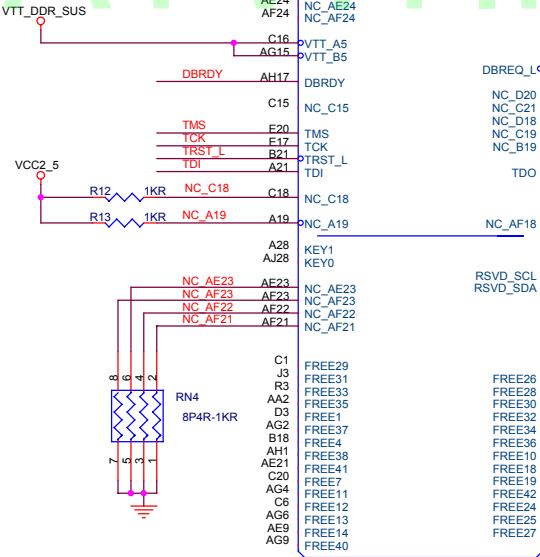 AE24 NC_AE24
VTT_DDR_SUS AF24 NC_AF24
C16 VTT_A5
AG15 VTT_B5
DBREQ_L
DBRDY AH17 DBRDY
NC_D20
C15 NC_C15 NC_C21
NC_D18
TMS E20 TMS NC_C19
TCK E17 TCK NC_B19
TRST_L B21 TRST_L
TDI A21 TDI TDO
VCC2_5
R12 1KR NC_C18 C18 NC_C18
R13 1KR NC_A19 A19 NC_A19 NC_AF18
A28 KEY1
AJ28 KEY0
RSVD_SCL
NC_AE23 AE23 NC_AE23 RSVD_SDA
NC_AF23 AF23 NC_AF23
NC_AF22 AF22 NC_AF22
NC_AF21 AF21 NC_AF21
C1 FREE29
8 6 4 2 J3 FREE31 FREE26
R3 FREE33 FREE28
RN4 AA2 FREE35 FREE30
8P4R-1KR D3 FREE1 FREE32
AG2 FREE37 FREE34
B18 FREE4 FREE36
AH1 FREE38 FREE10
7 5 3 1 AE21 FREE41 FREE18
C20 FREE7 FREE19
AG4 FREE11 FREE42
C6 FREE12 FREE24
AG6 FREE13 FREE25
AE9 FREE14 FREE27
AG9 FREE40